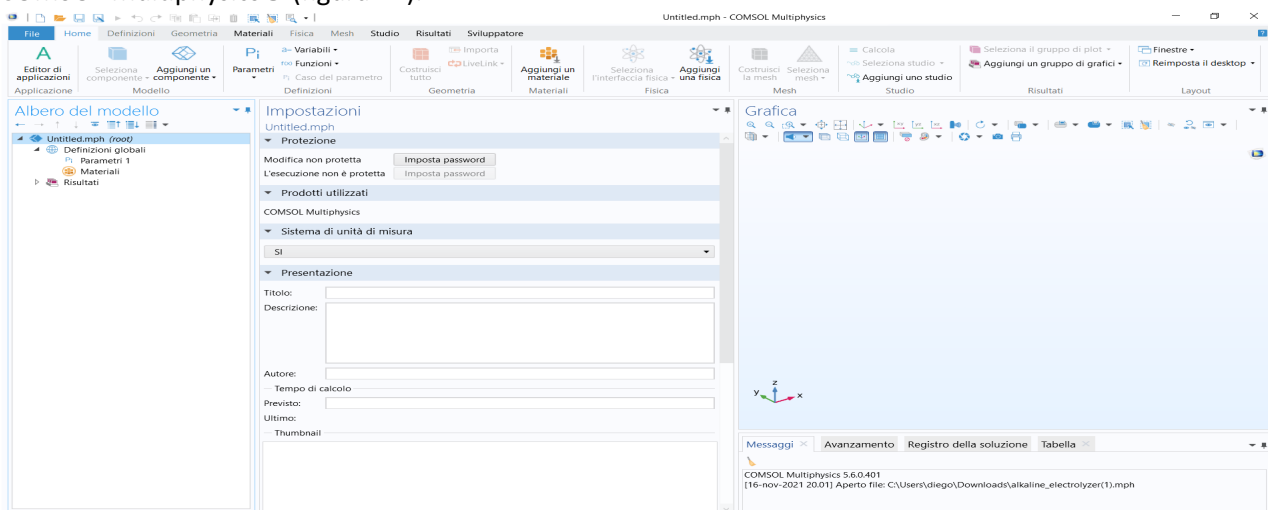 Untitled.mph - COMSOL Multiphysics
File Home Definizioni Geometria Materiali Fisica Mesh Studio Risultati Sviluppatore
Editor di applicazioni
Seleziona componente
Aggiungi un componente
Applicazione
Modello
Pi
Parametri
a= Variabili
f(x) Funzioni
Pi Caso del parametro
Definizioni
Costruisci tutto
Importa
LiveLink
Geometria
Aggiungi un materiale
Materiali
Seleziona l'interfaccia fisica
Aggiungi una fisica
Fisica
Costruisci la mesh
Seleziona mesh
Mesh
= Calcola
Seleziona studio
Aggiungi uno studio
Studio
Seleziona il gruppo di plot
Aggiungi un gruppo di grafici
Risultati
Finestre
Reimposta il desktop
Layout
Albero del modello
Untitled.mph (root)
Definizioni globali
Pi Parametri 1
Materiali
Risultati
Impostazioni
Untitled.mph
Protezione
Modifica non protetta Imposta password
L'esecuzione non è protetta Imposta password
Prodotti utilizzati
COMSOL Multiphysics
Sistema di unità di misura
SI
Presentazione
Titolo:
Descrizione:
Autore:
Tempo di calcolo
Previsto:
Ultimo:
Thumbnail
Grafica
z
y
x
Messaggi Avanzamento Registro della soluzione Tabella
COMSOL Multiphysics 5.6.0.401
[16-nov-2021 20.01] Aperto file: C:\Users\diego\Downloads\alkaline_electrolyzer(1).mph